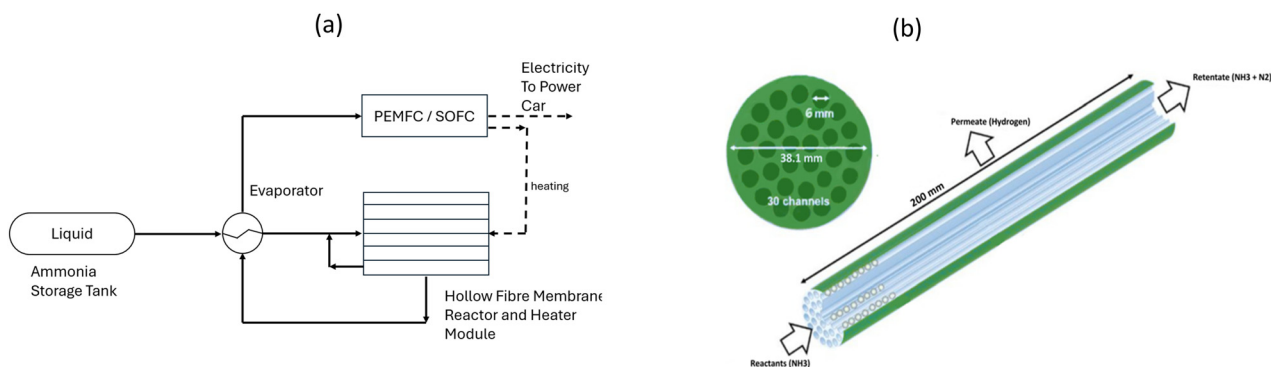 (a)
Electricity
To Power
Car
PEMFC / SOFC
Evaporator
heating
Liquid
Ammonia
Storage Tank
Hollow Fibre Membrane
Reactor and Heater
Module
(b)
Retentate (NH3 + N2)
6 mm
Permeate (Hydrogen)
38.1 mm
200 mm
30 channels
Reactants (NH3)